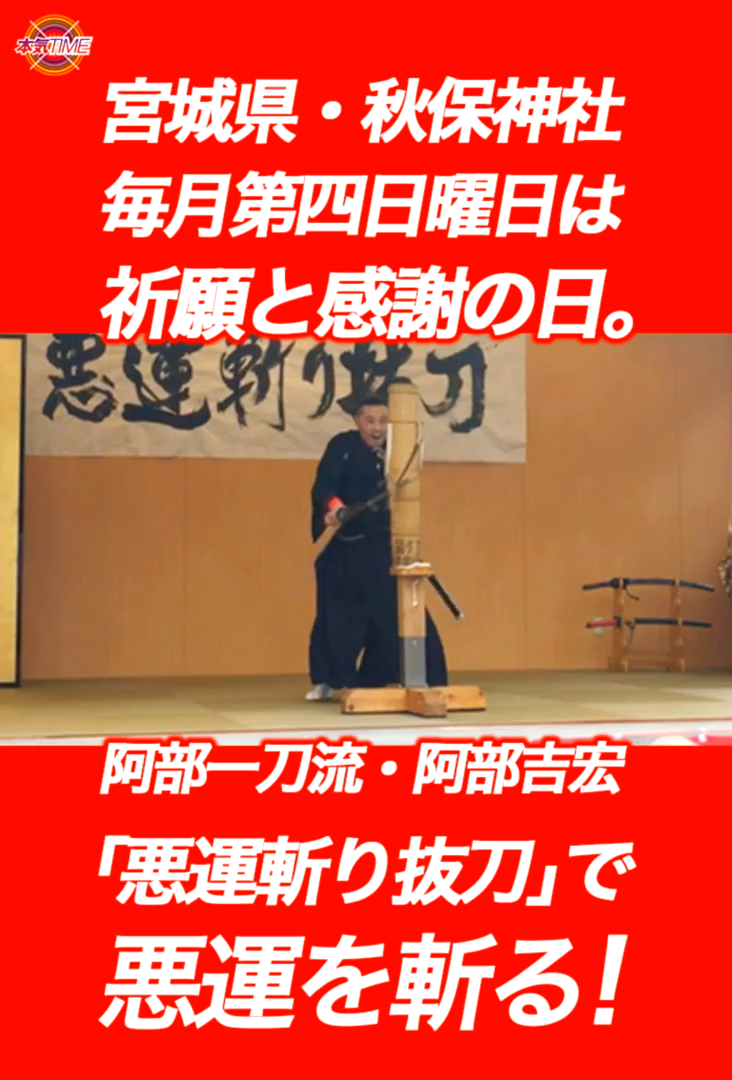 本気TIME
宮城県・秋保神社
毎月第四日曜日は
祈願と感謝の日。
悪運斬り抜刀
阿部一刀流・阿部吉宏
「悪運斬り抜刀」で
悪運を斬る!